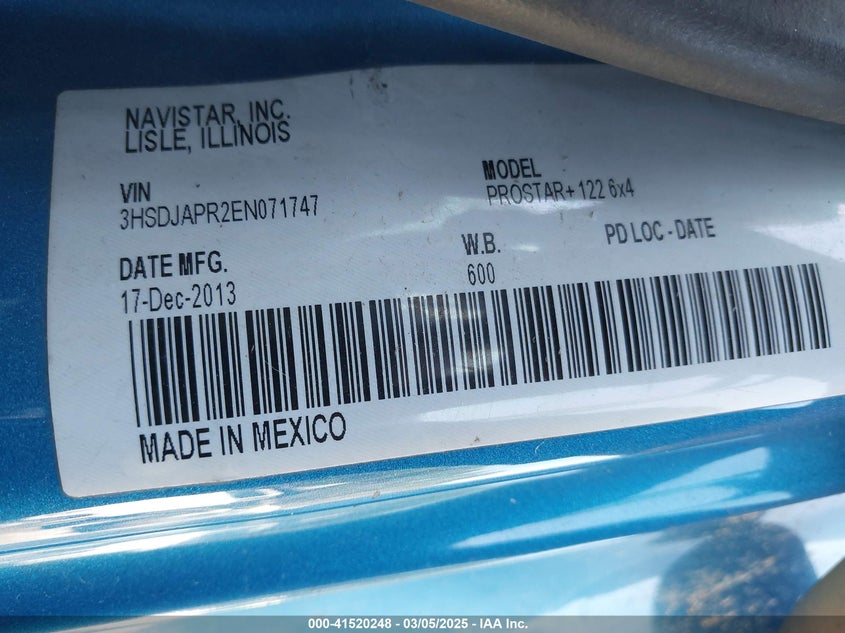 NAVISTAR, INC.
LISLE, ILLINOIS
VIN
3HSDJAPR2EN071747
MODEL
PROSTAR+ 122 6x4
DATE MFG.
17-Dec-2013
W.B.
600
PD LOC - DATE
MADE IN MEXICO
000-41520248 - 03/05/2025 - IAA Inc.